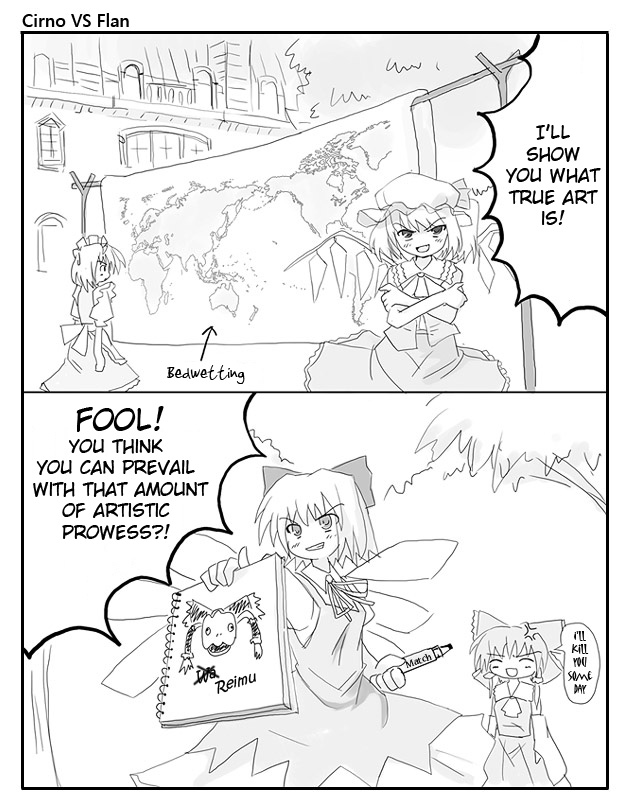 Cirno VS Flan
I'LL
SHOW
YOU WHAT
TRUE ART
IS!
Bedwetting
FOOL!
YOU THINK
YOU CAN PREVAIL
WITH THAT AMOUNT
OF ARTISTIC
PROWESS?!
Reimu
March
i'll
KILL
YOU
SOME
DAY